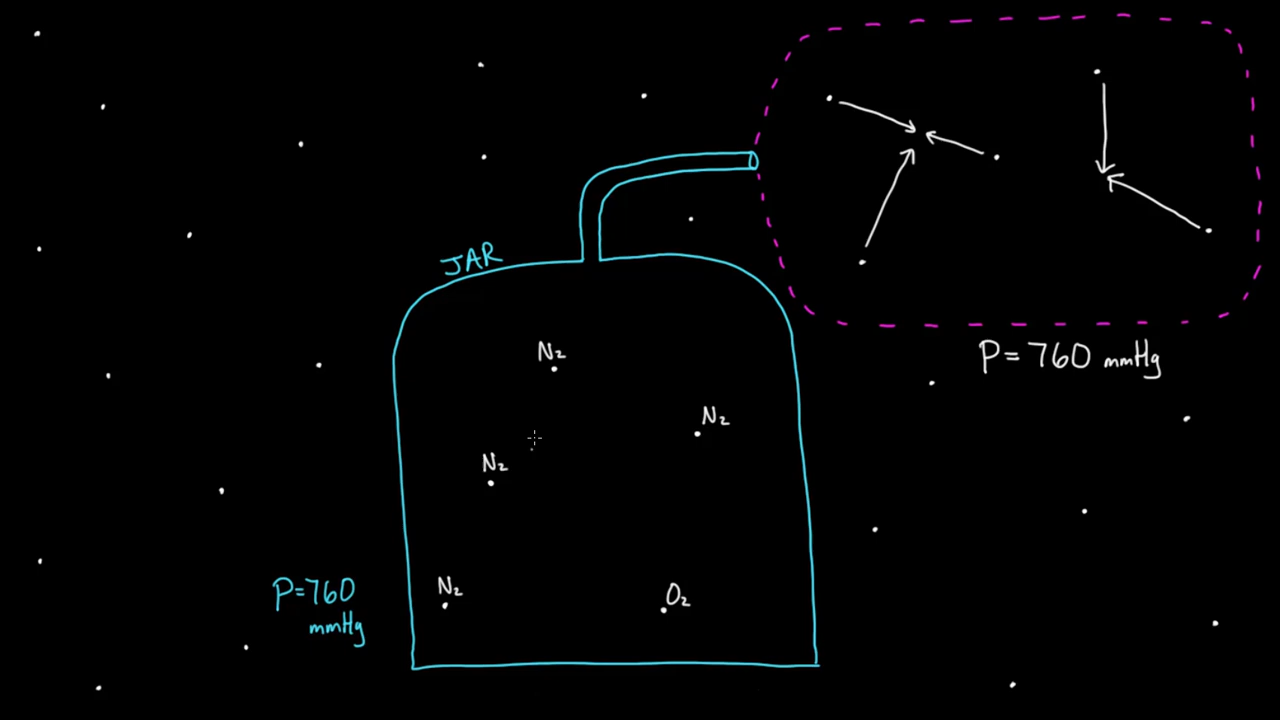 JAR
N₂
P = 760 mmHg
N₂
N₂
N₂
O₂
P=760
mmHg